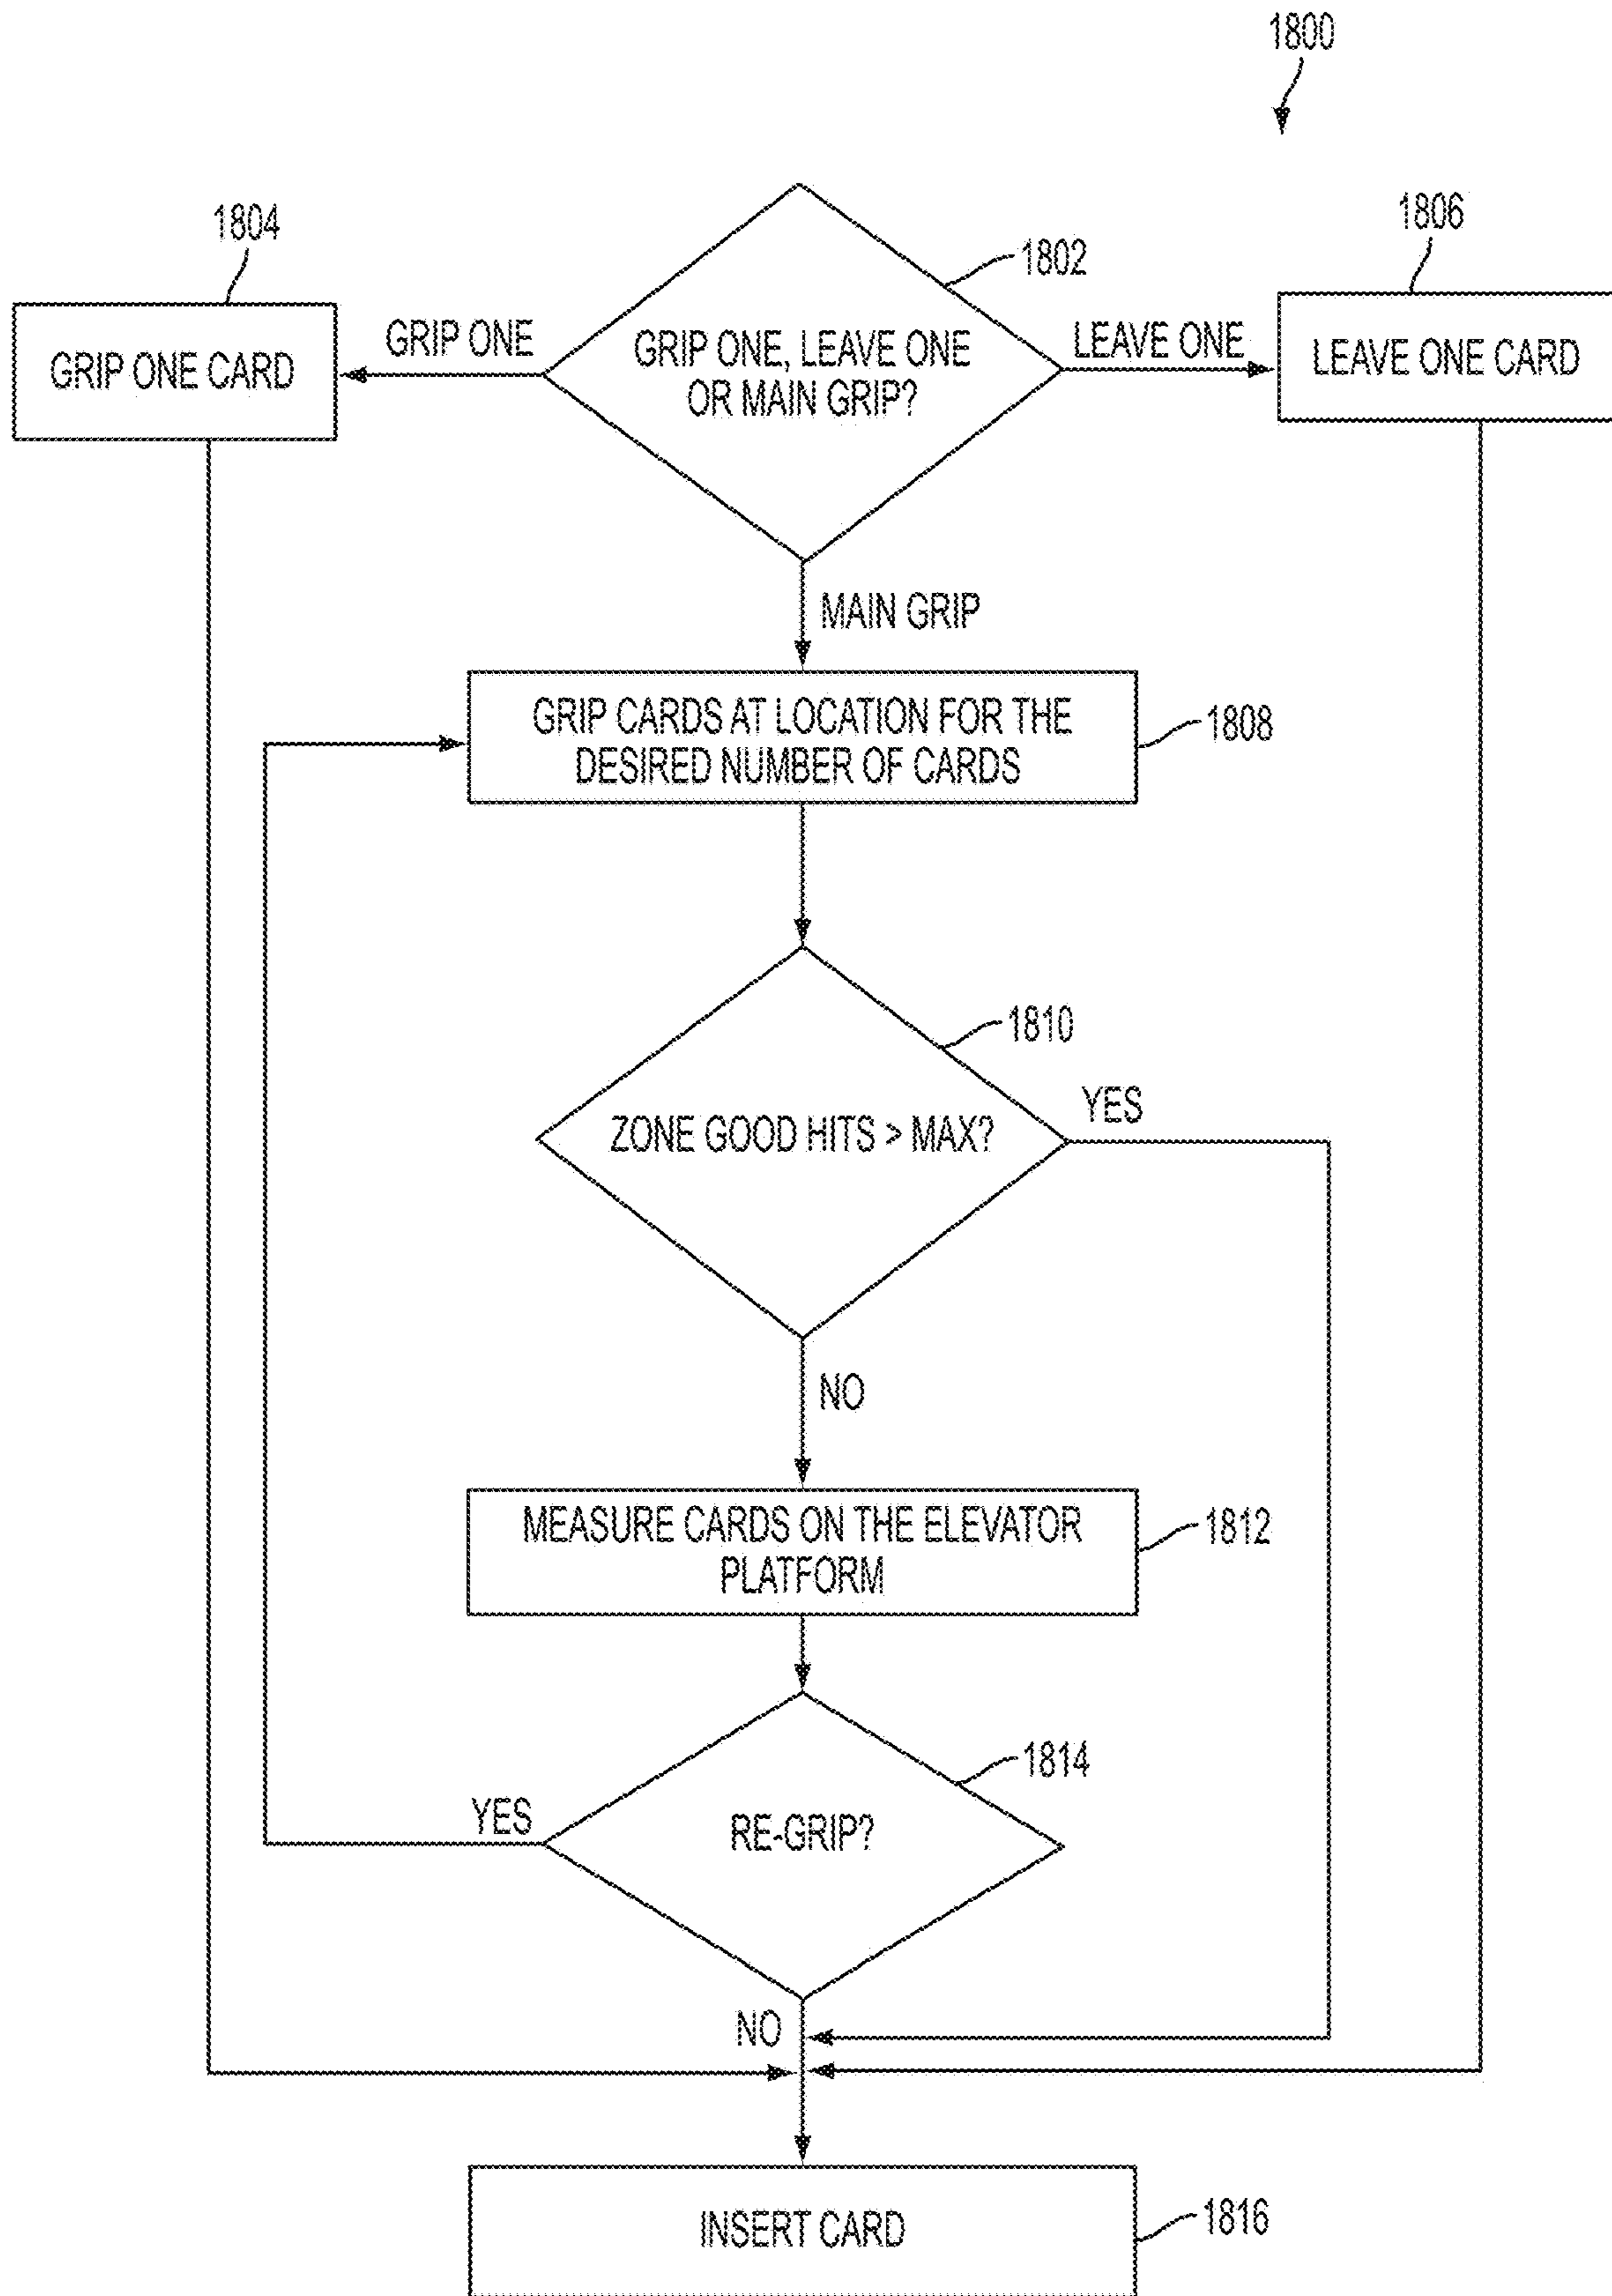 1800
1804
1806
1802
GRIP ONE
GRIP ONE, LEAVE ONE
OR MAIN GRIP?
LEAVE ONE
GRIP ONE CARD
LEAVE ONE CARD
MAIN GRIP
GRIP CARDS AT LOCATION FOR THE
DESIRED NUMBER OF CARDS
1808
1810
ZONE GOOD HITS > MAX?
YES
NO
MEASURE CARDS ON THE ELEVATOR
PLATFORM
1812
1814
YES
RE-GRIP?
NO
INSERT CARD
1816